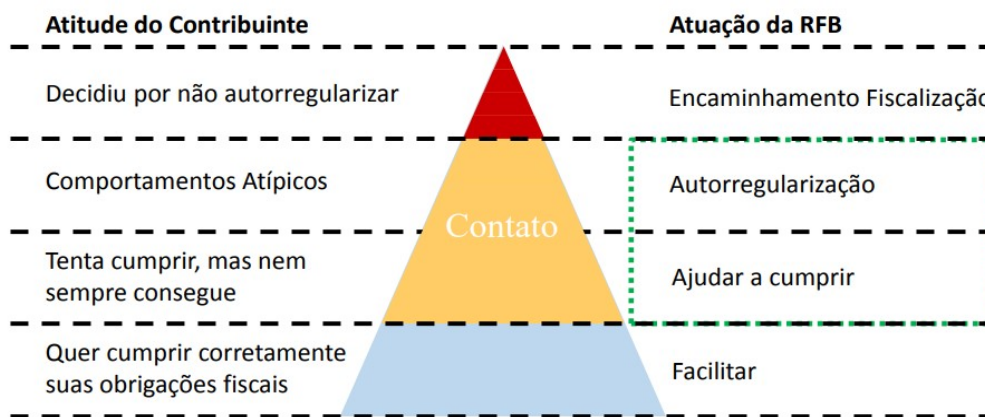 Atitude do Contribuinte
Atuação da RFB
Decidiu por não autorregularizar
Encaminhamento Fiscalização
Comportamentos Atípicos
Autorregularização
Contato
Tenta cumprir, mas nem
sempre consegue
Ajudar a cumprir
Quer cumprir corretamente
suas obrigações fiscais
Facilitar